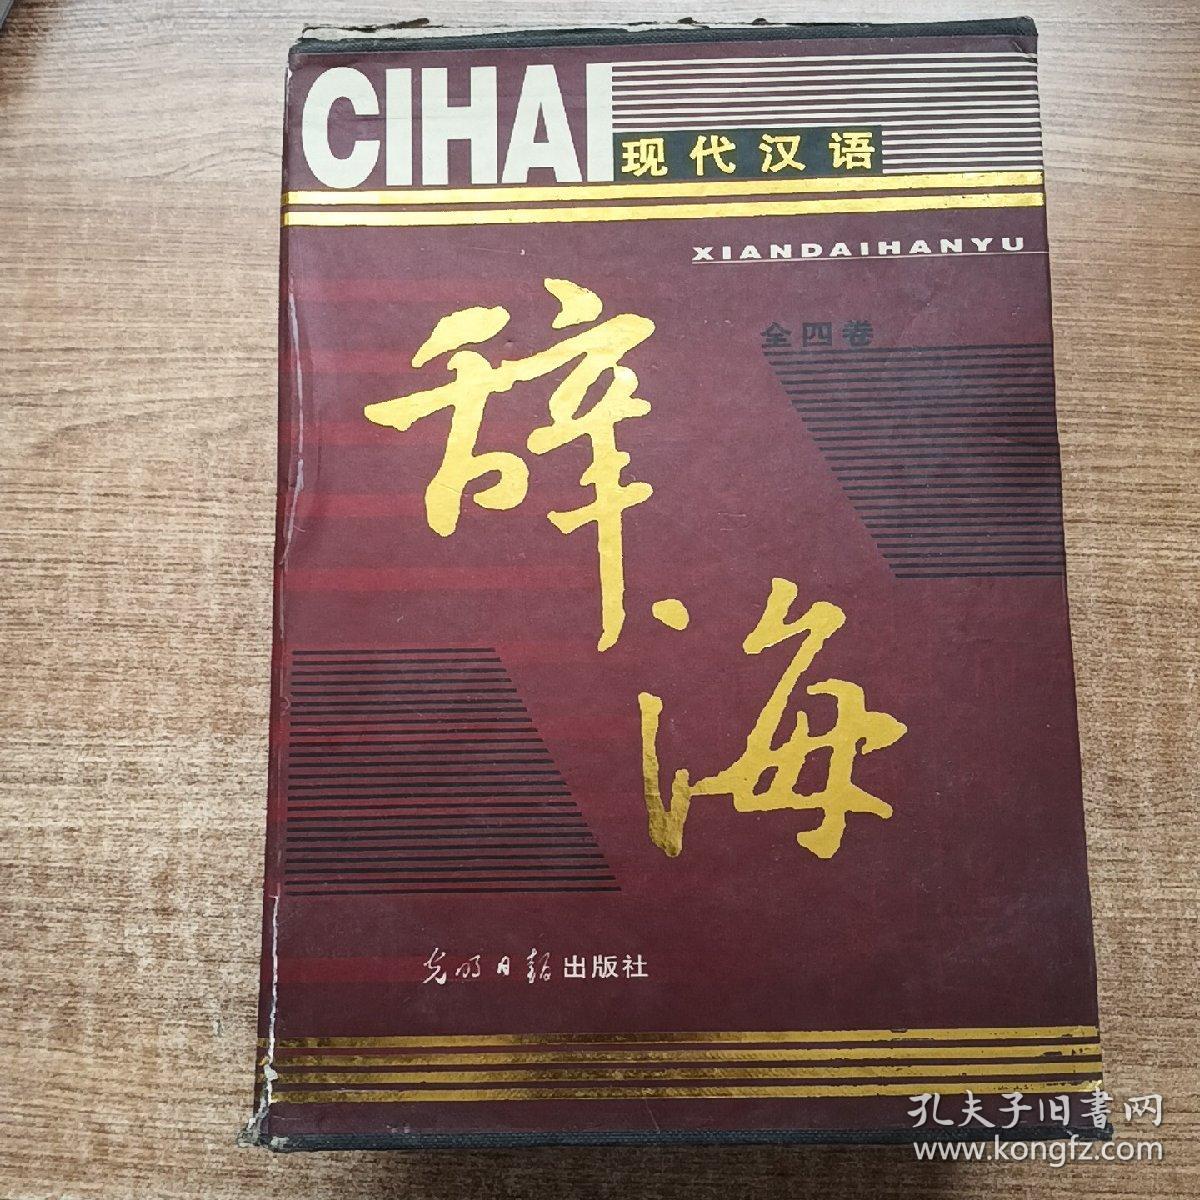 CIHAI
现代汉语
XIANDAIHANYU
全四卷
辞
海
光明日报出版社
孔夫子旧書网
www.kongfz.com